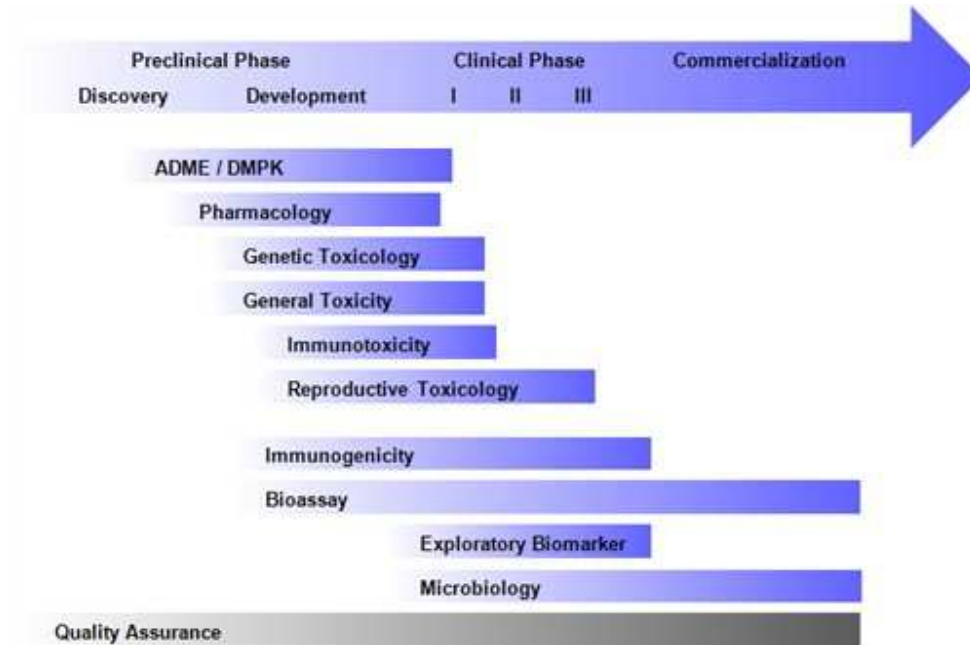 Preclinical Phase Clinical Phase Commercialization
Discovery Development I II III
ADME / DMPK
Pharmacology
Genetic Toxicology
General Toxicity
Immunotoxicity
Reproductive Toxicology
Immunogenicity
Bioassay
Exploratory Biomarker
Microbiology
Quality Assurance